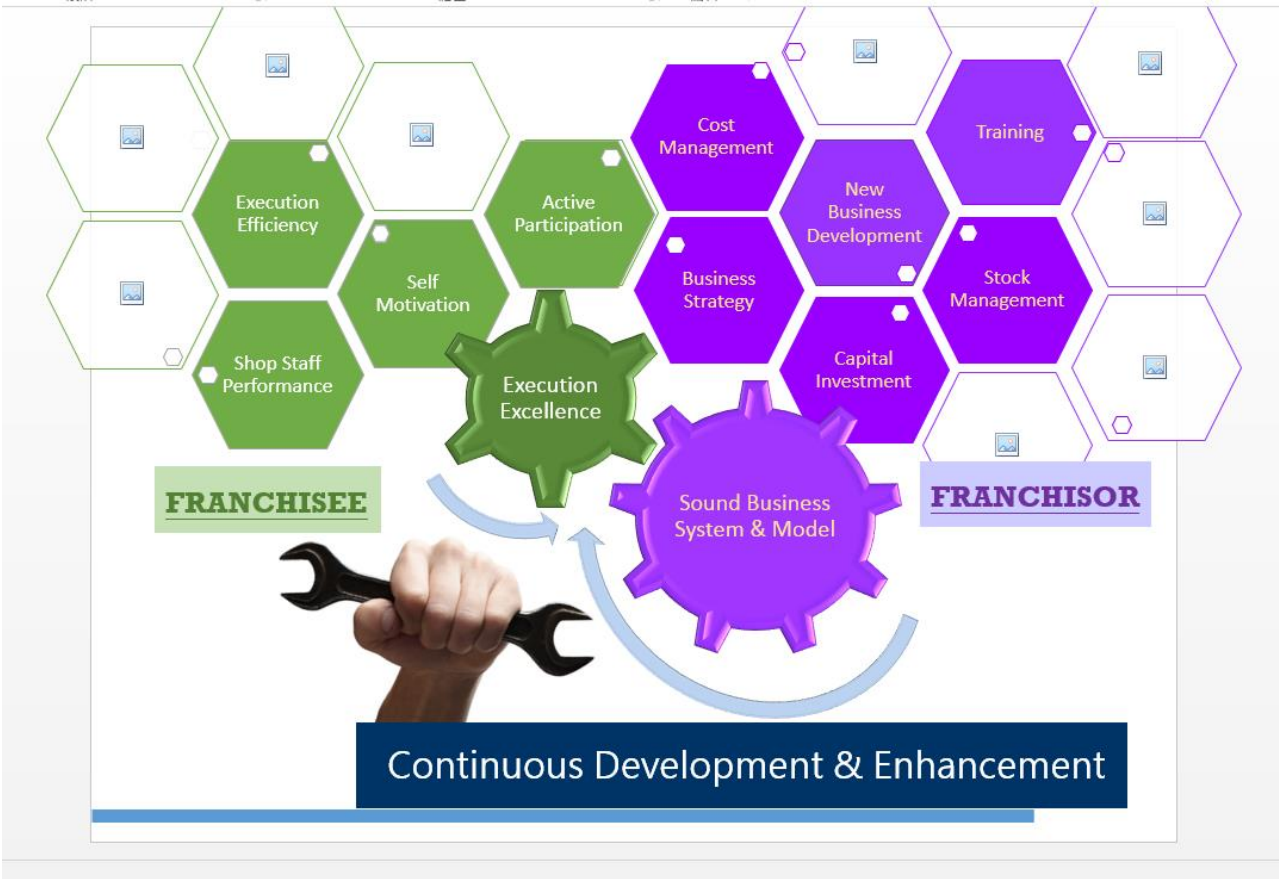 Cost
Management
Training
New
Business
Development
Execution
Efficiency
Active
Participation
Self
Motivation
Business
Strategy
Stock
Management
Shop Staff
Performance
Capital
Investment
Execution
Excellence
FRANCHISEE
FRANCHISOR
Sound Business
System & Model
Continuous Development & Enhancement